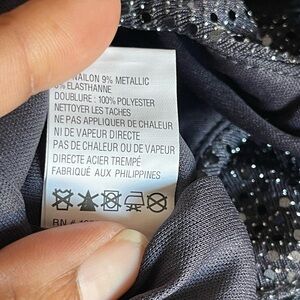 NAILON 9% METALLIC
% ELASTHANNE
DOUBLURE : 100% POLYESTER
NETTOYER LES TACHES
NE PAS APPLIQUER DE CHALEUR
NI DE VAPEUR DIRECTE
PAS DE CHALEUR OU DE VAPEUR
DIRECTE ACIER TREMPÉ
FABRIQUÉ AUX PHILIPPINES
RN #